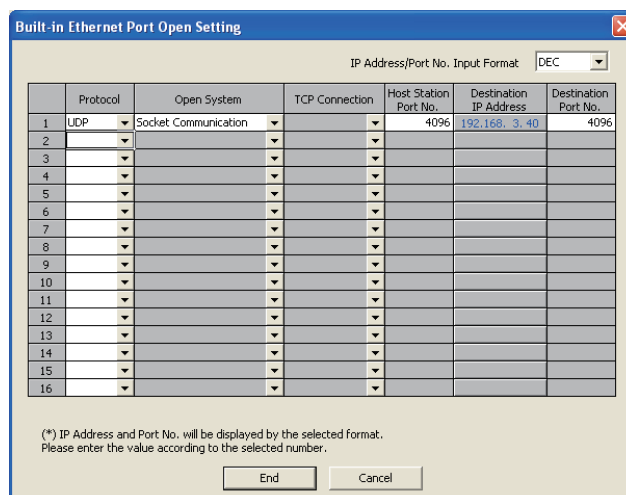 Built-in Ethernet Port Open Setting
IP Address/Port No. Input Format DEC
Protocol Open System TCP Connection Host Station Port No. Destination IP Address Destination Port No.
1 UDP Socket Communication 4096 192.168. 3. 40 4096
2
3
4
5
6
7
8
9
10
11
12
13
14
15
16
(*) IP Address and Port No. will be displayed by the selected format.
Please enter the value according to the selected number.
End Cancel